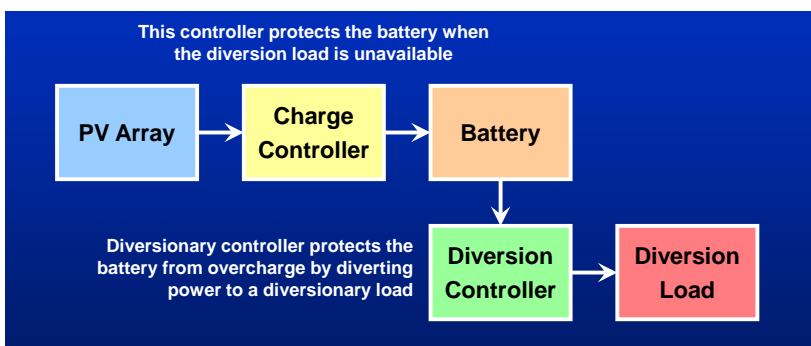 This controller protects the battery when
the diversion load is unavailable
PV Array
Charge
Controller
Battery
Diversionary controller protects the
battery from overcharge by diverting
power to a diversionary load
Diversion
Controller
Diversion
Load